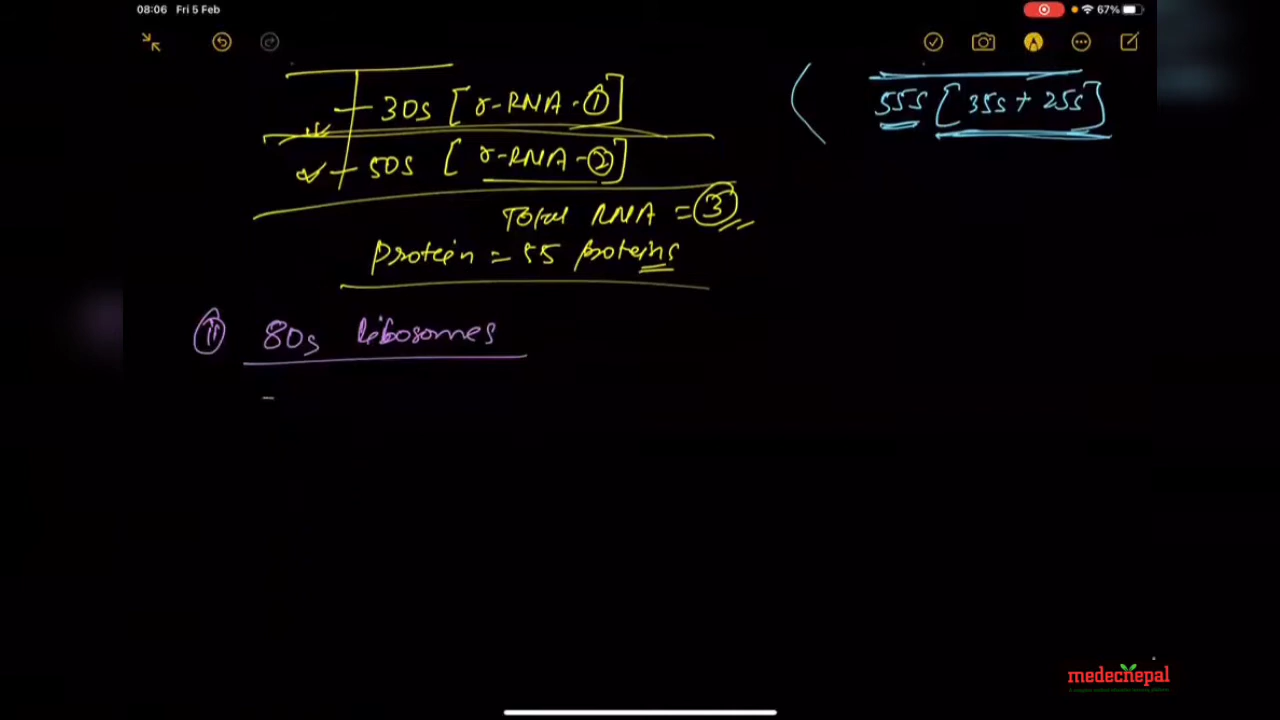 08:06 Fri 5 Feb 67%
30s [r-RNA-①]
50s [r-RNA-②]
Total RNA = ③
Protein = 55 proteins
55s [35s + 25s]
Ⅱ 80s ribosomes
-
medecnepal